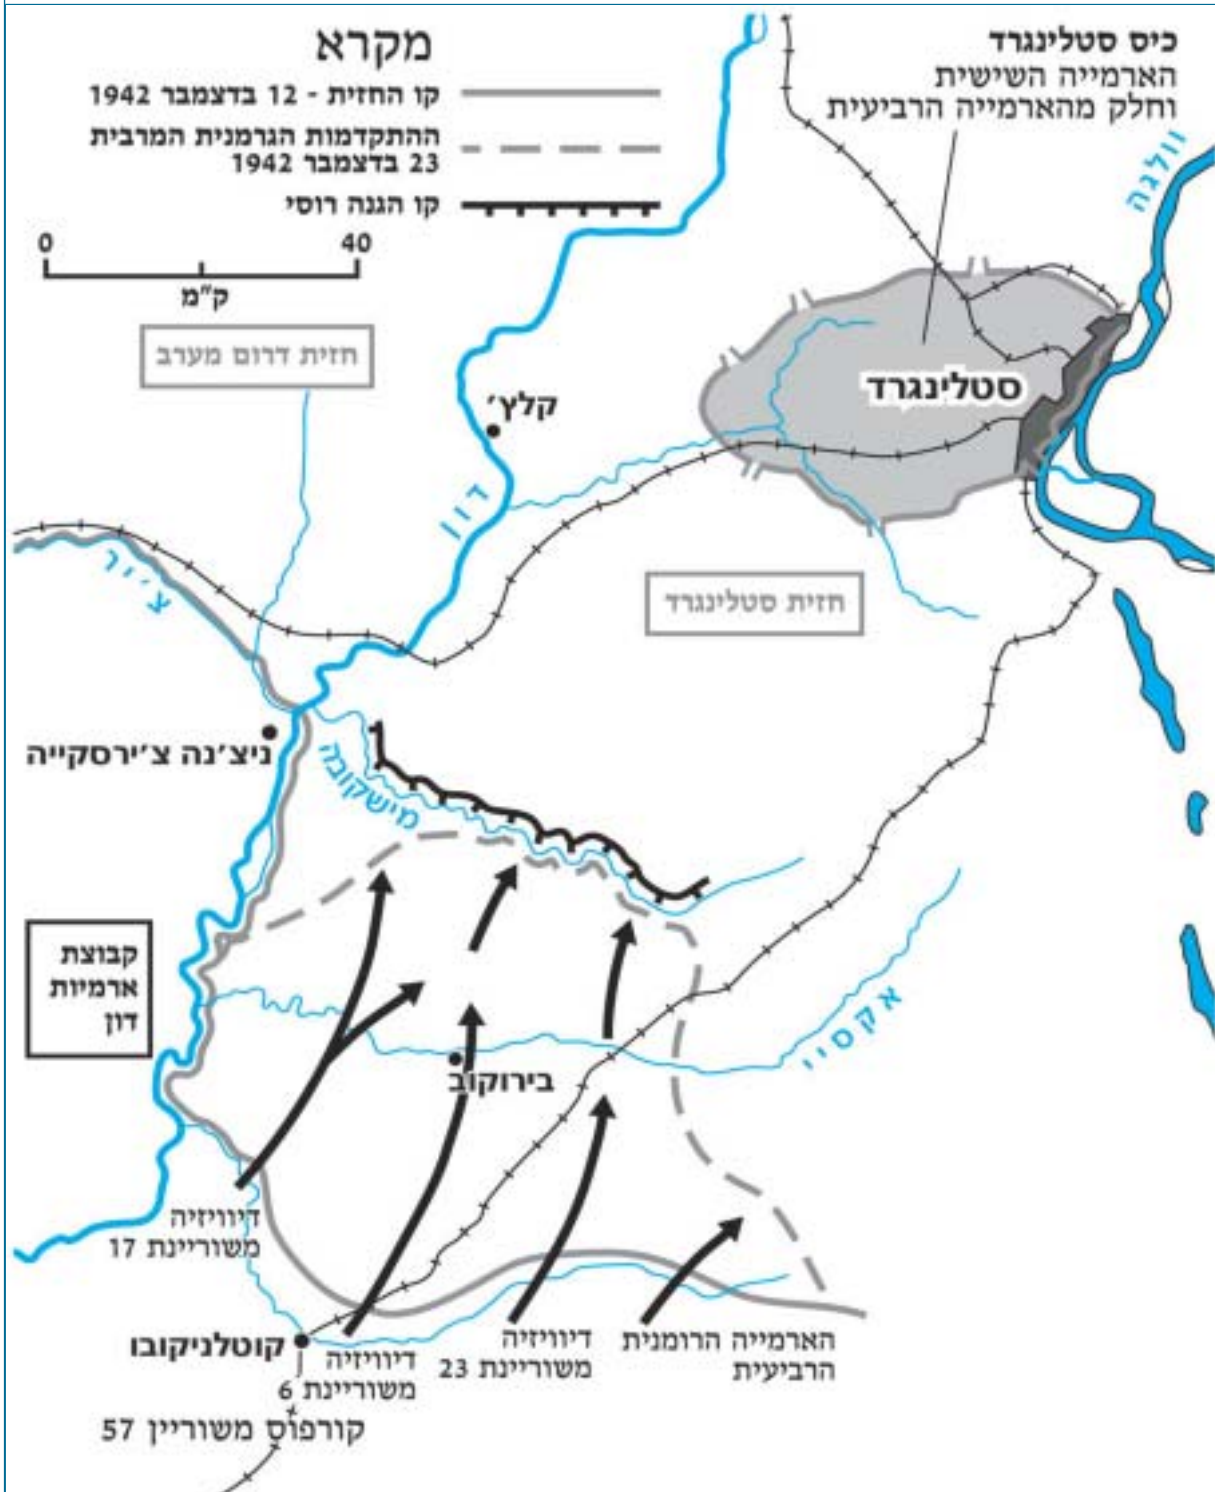 מקרא
קו החזית - 12 בדצמבר 1942
ההתקדמות הגרמנית המרבית
23 בדצמבר 1942
קו הגנה רוסי
0 40
ק"מ
כיס סטלינגרד
הארמייה השישית
וחלק מהארמייה הרביעית
וולגה
חזית דרום מערב
סטלינגרד
קלץ'
דון
צ'יר
חזית סטלינגרד
ניצ'נה צ'ירסקייה
מישקובה
קבוצת
ארמיות
דון
אקסיי
בירוקוב
דיוויזיה
משוריינת 17
הארמייה הרומנית
הרביעית
דיוויזיה
משוריינת 23
דיוויזיה
משוריינת 6
קוטלניקובו
קורפוס משוריין 57